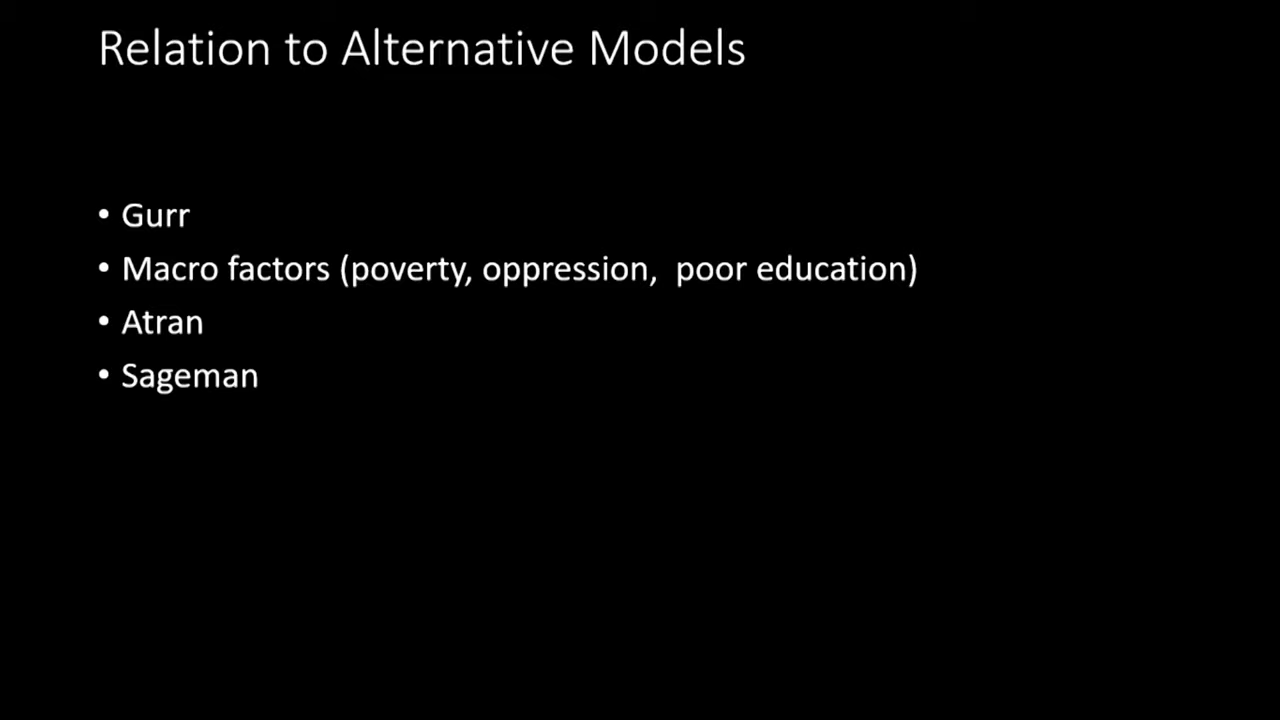 Relation to Alternative Models
• Gurr
• Macro factors (poverty, oppression,  poor education)
• Atran
• Sageman